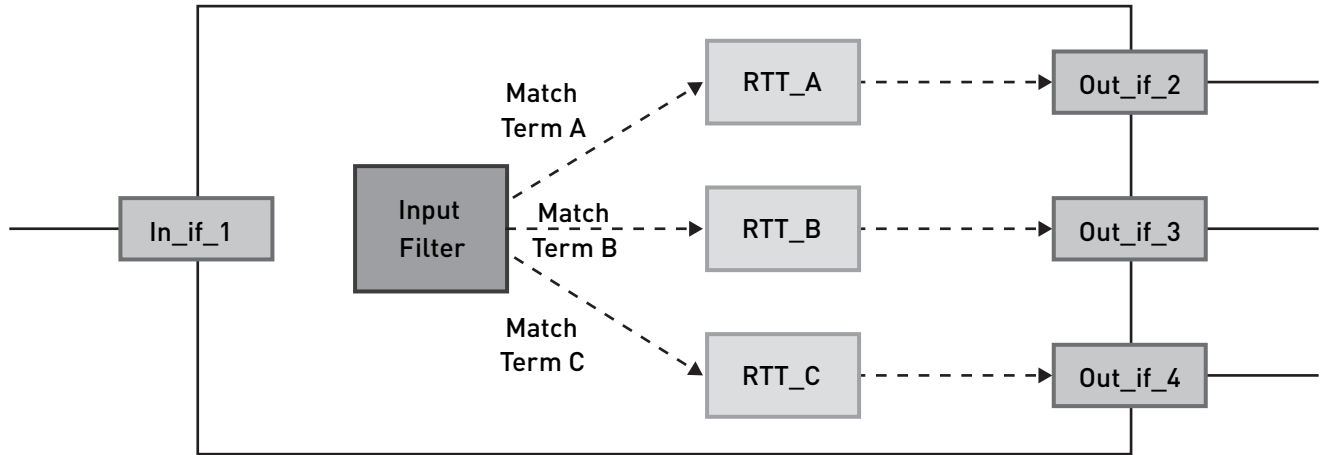 In_if_1
Input
Filter
Match
Term A
Match
Term B
Match
Term C
RTT_A
RTT_B
RTT_C
Out_if_2
Out_if_3
Out_if_4